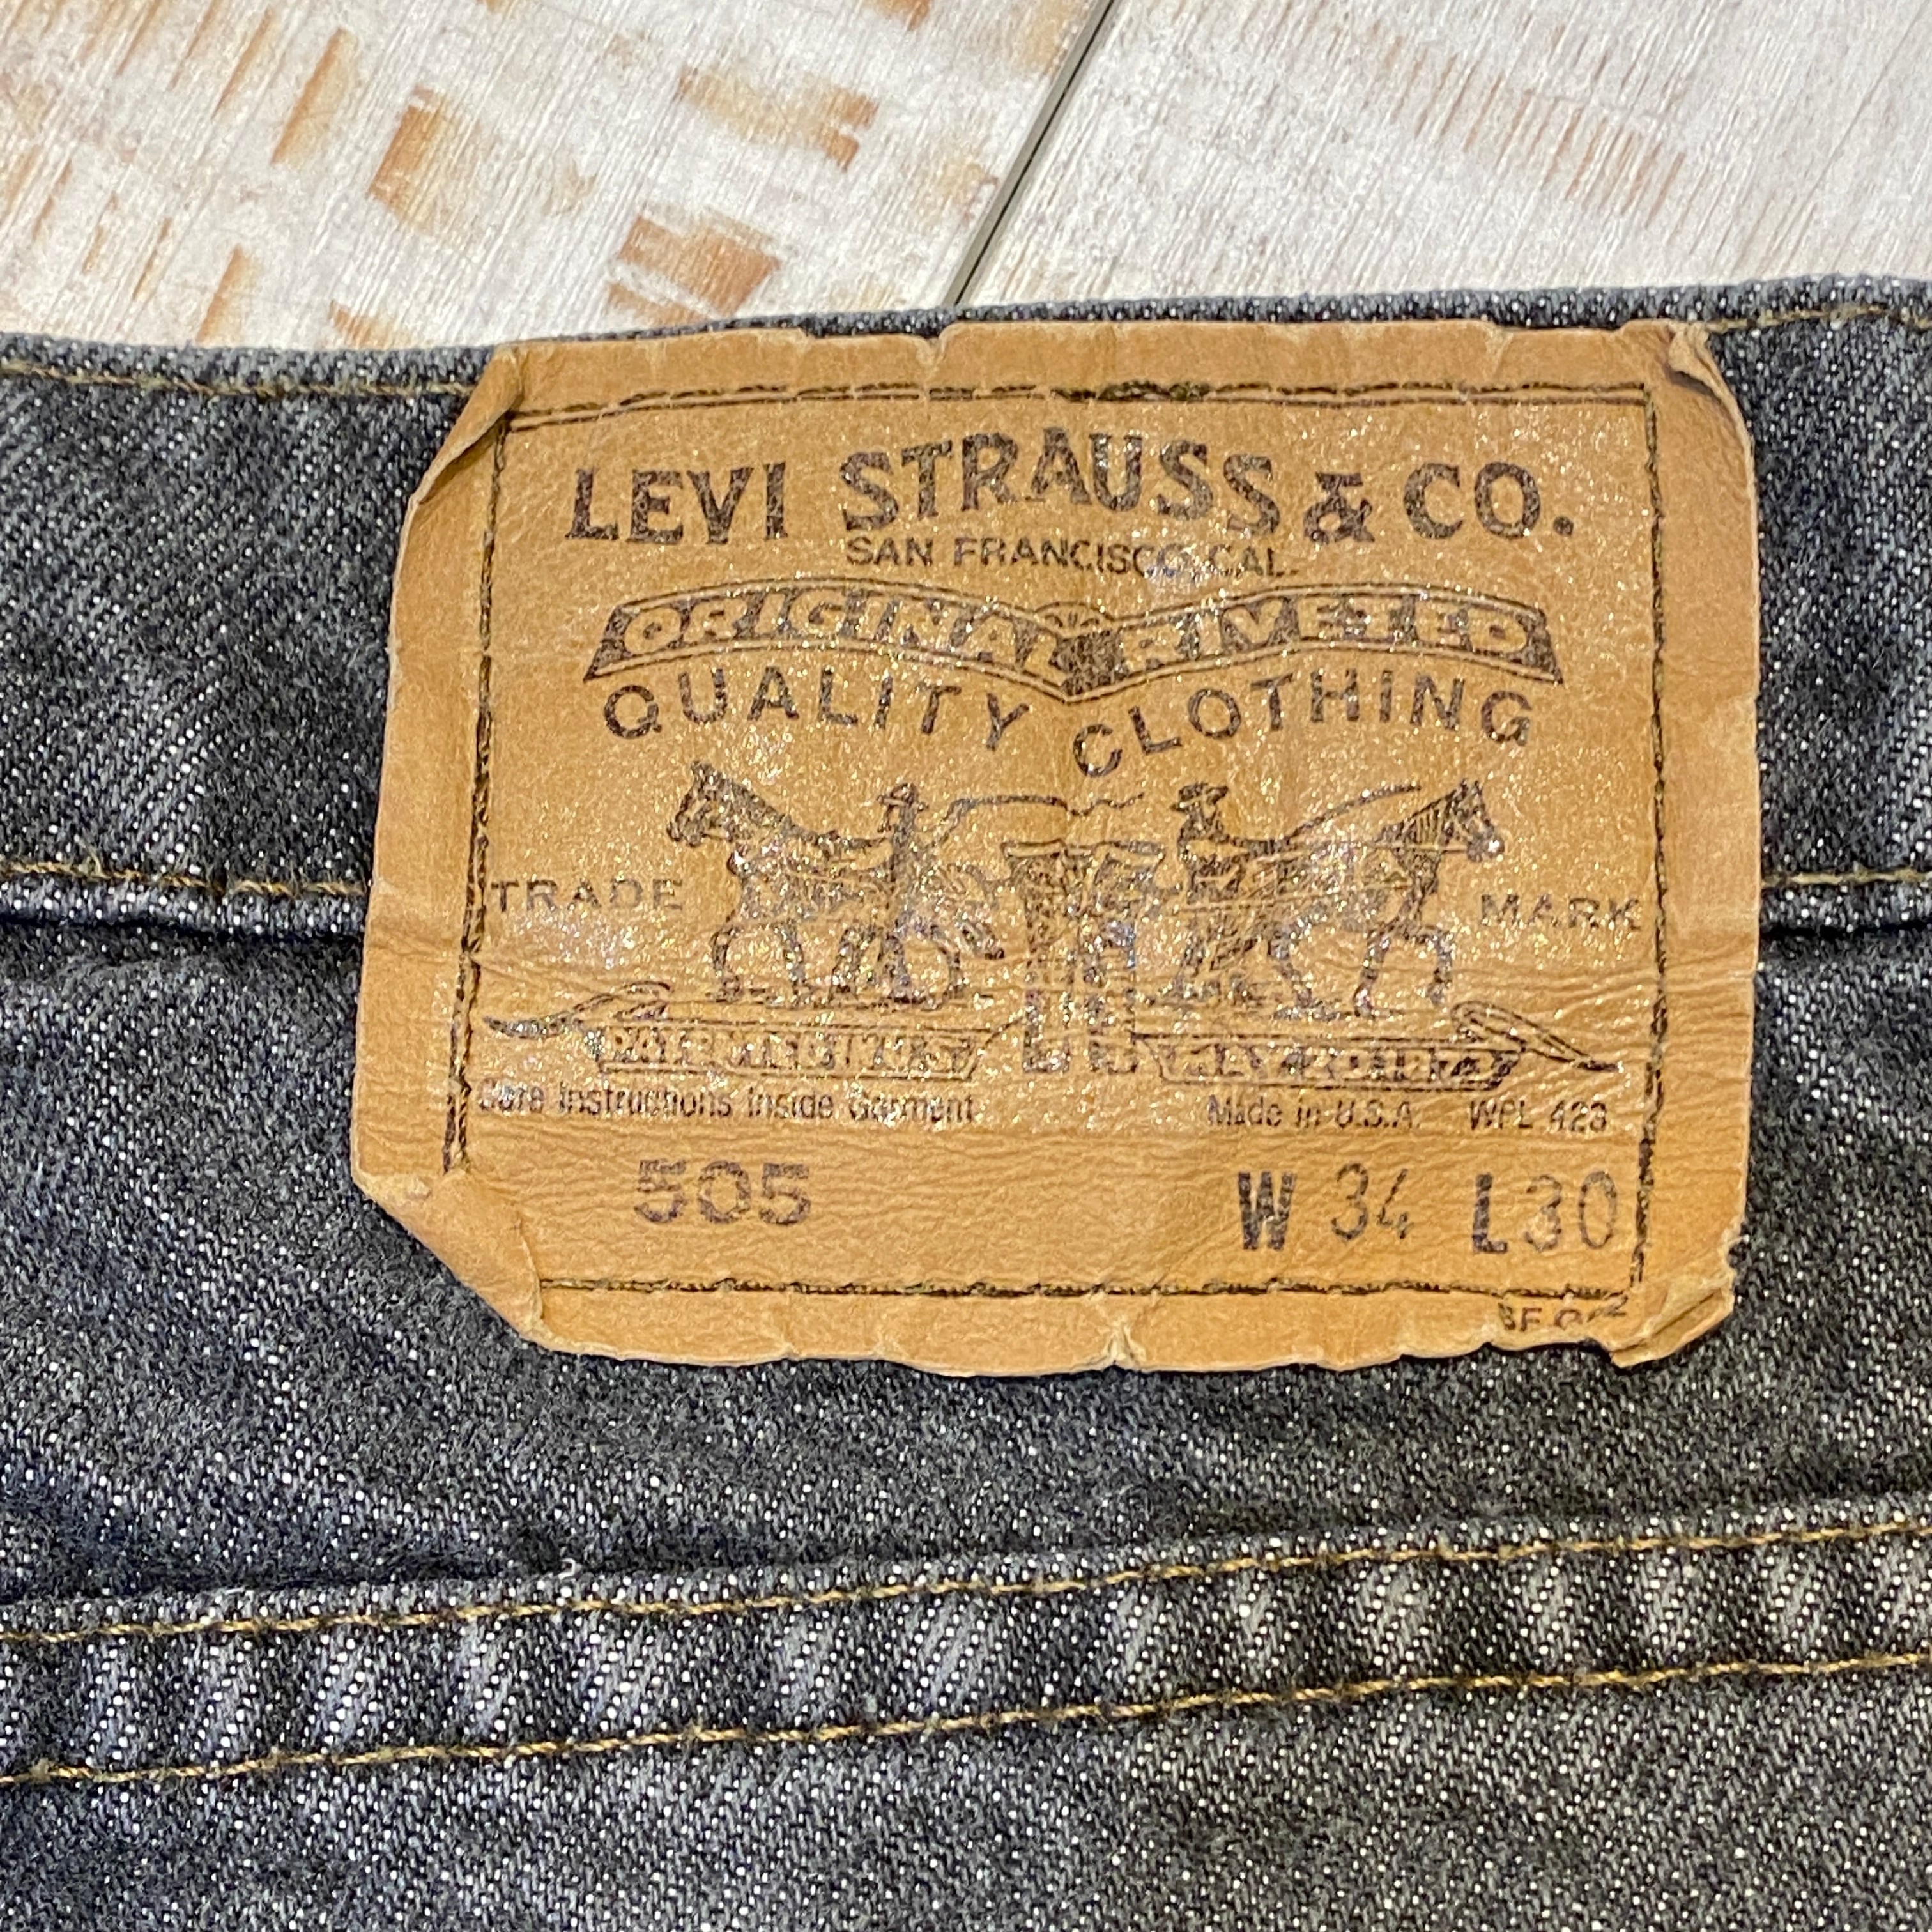 LEVI STRAUSS & CO.
SAN FRANCISCO, CAL.
ORIGINAL RIVETED
QUALITY CLOTHING
TRADE MARK
Care Instructions Inside Garment Made in U.S.A. WPL 423
505 W 34 L 30